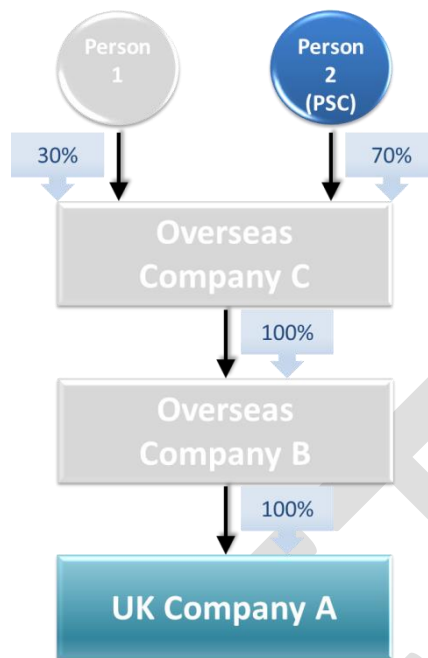 Person
1
Person
2
(PSC)
30%
70%
Overseas
Company C
100%
Overseas
Company B
100%
UK Company A